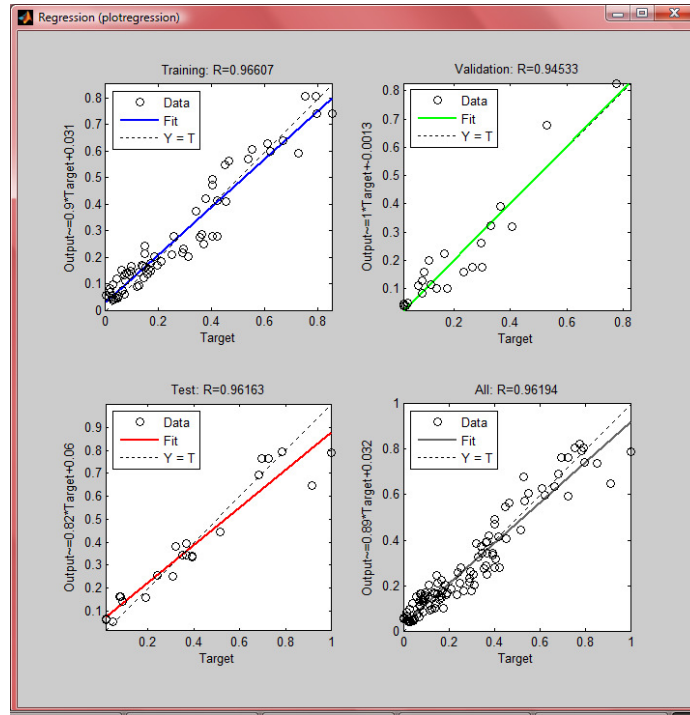 Regression (plotregression)
Training: R=0.96607
Data
Fit
Y = T
Output~=0.9*Target+0.031
0.8
0.7
0.6
0.5
0.4
0.3
0.2
0.1
0
0 0.2 0.4 0.6 0.8
Target
Validation: R=0.94533
Data
Fit
Y = T
Output~=1*Target+-0.0013
0.8
0.7
0.6
0.5
0.4
0.3
0.2
0.1
0.2 0.4 0.6 0.8
Target
Test: R=0.96163
Data
Fit
Y = T
Output~=0.82*Target+0.06
0.9
0.8
0.7
0.6
0.5
0.4
0.3
0.2
0.1
0.2 0.4 0.6 0.8 1
Target
All: R=0.96194
Data
Fit
Y = T
Output~=0.89*Target+0.032
1
0.8
0.6
0.4
0.2
0
0 0.2 0.4 0.6 0.8 1
Target